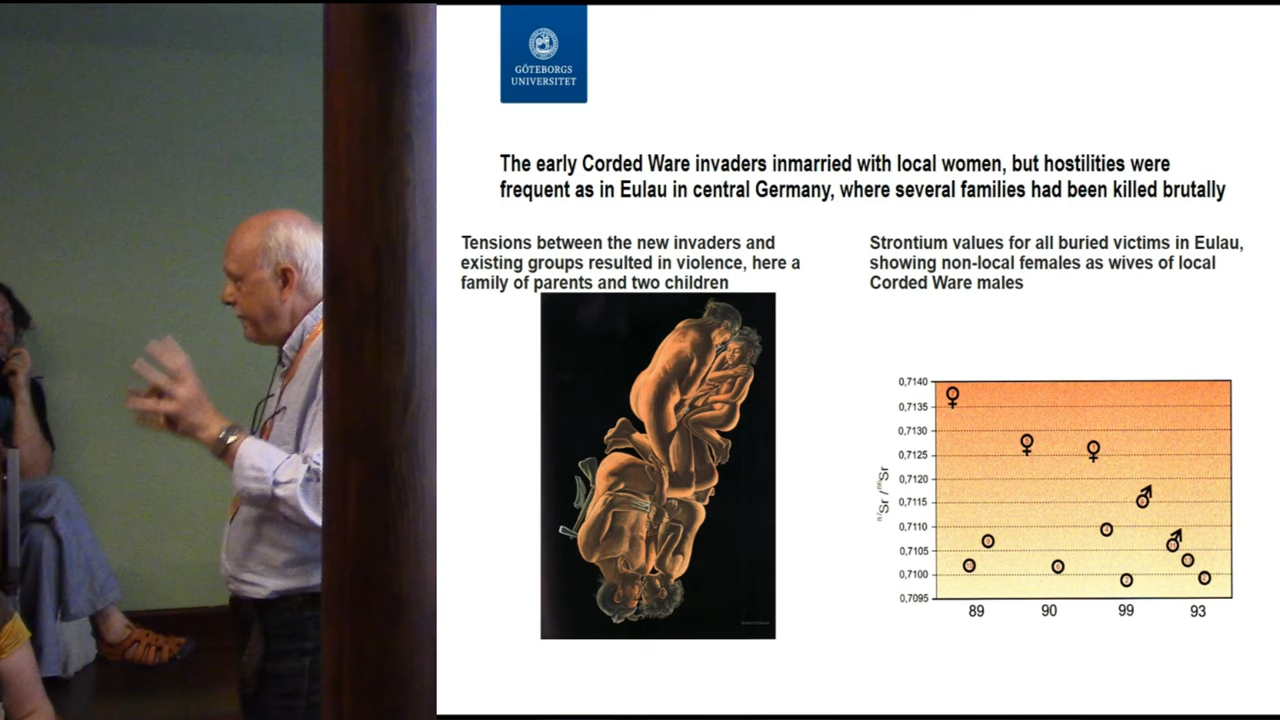 GÖTEBORGS
UNIVERSITET
The early Corded Ware invaders inmarried with local women, but hostilities were
frequent as in Eulau in central Germany, where several families had been killed brutally
Tensions between the new invaders and
existing groups resulted in violence, here a
family of parents and two children
Strontium values for all buried victims in Eulau,
showing non-local females as wives of local
Corded Ware males
0,7140
0,7135
0,7130
0,7125
0,7120
0,7115
0,7110
0,7105
0,7100
0,7095
⁸⁷Sr /⁸⁶Sr
89 90 99 93